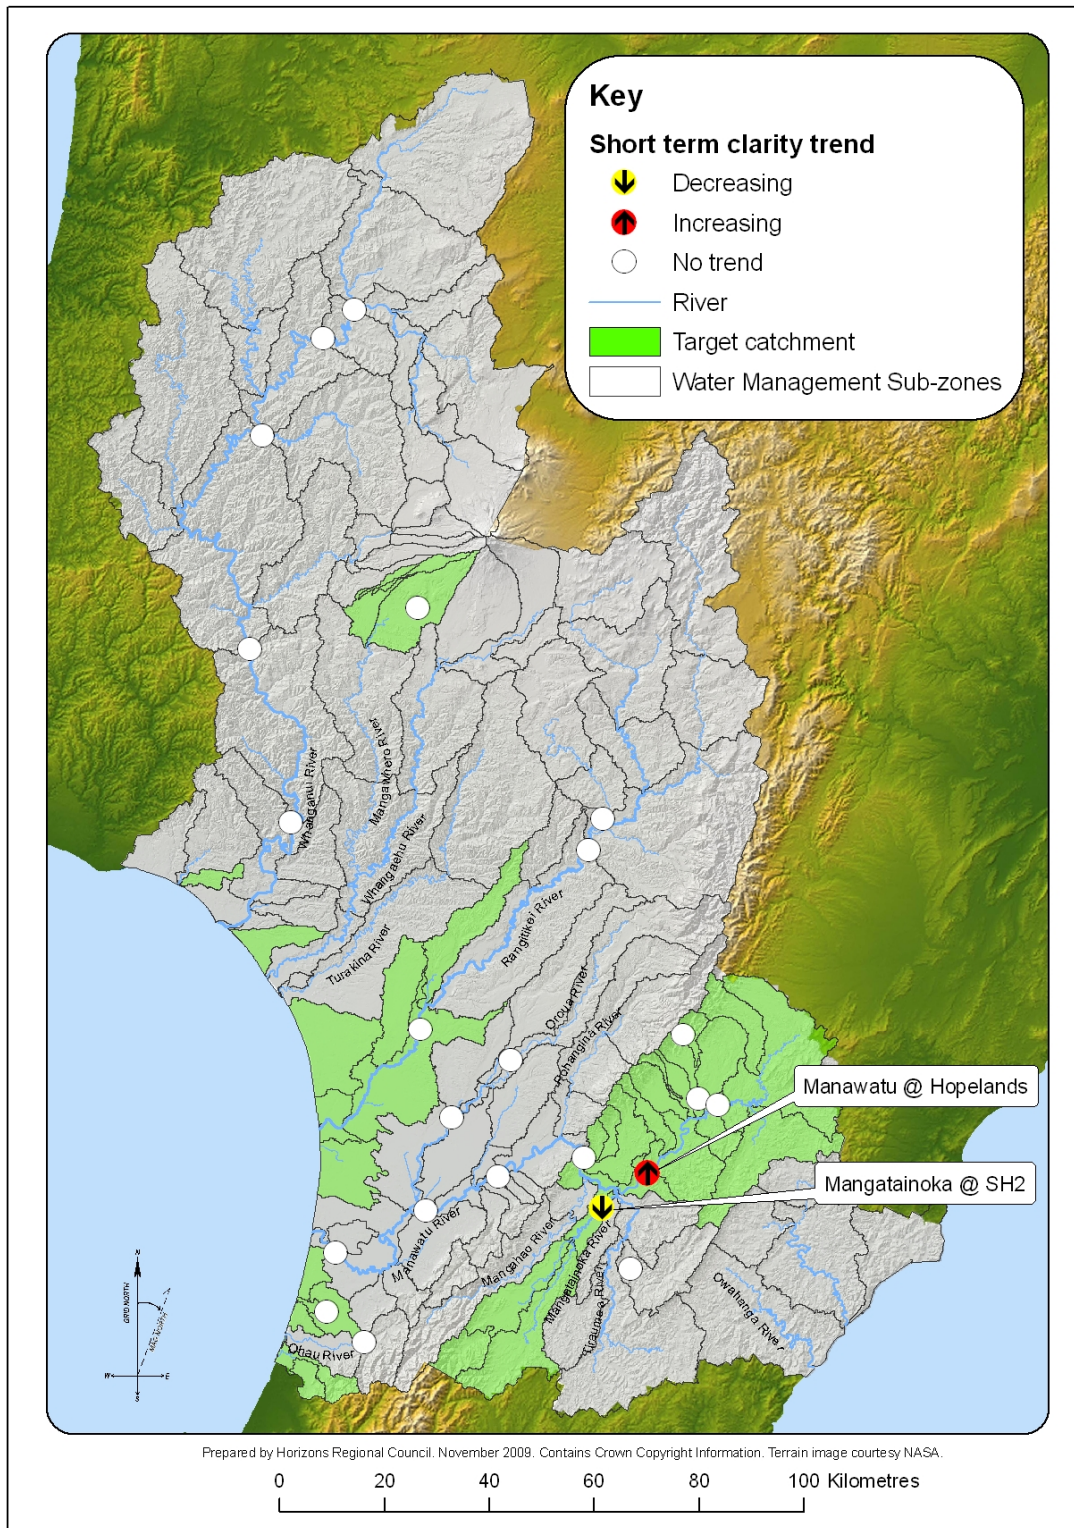 Key
Short term clarity trend
Decreasing
Increasing
No trend
River
Target catchment
Water Management Sub-zones
Whanganui River
Mangawhero River
Whangaehu River
Turakina River
Rangitikei River
Oroua River
Pohangina River
Manawatu @ Hopelands
Mangatainoka @ SH2
Manawatu River
Mangahao River
Mangatainoka River
Tiraumea River
Owahanga River
Ohau River
N
GRID NORTH
W
E
S
Prepared by Horizons Regional Council. November 2009. Contains Crown Copyright Information. Terrain image courtesy NASA.
0 20 40 60 80 100 Kilometres